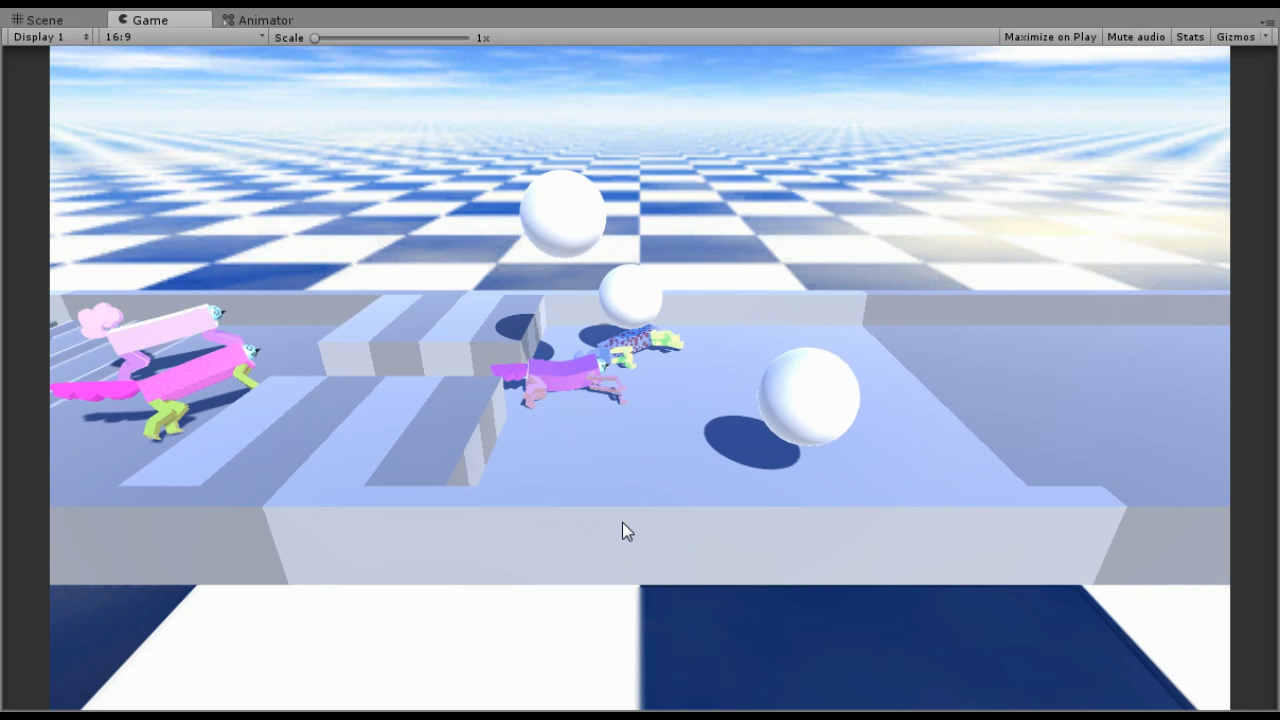 Scene Game Animator
Display 1 16:9 Scale 1x Maximize on Play Mute audio Stats Gizmos